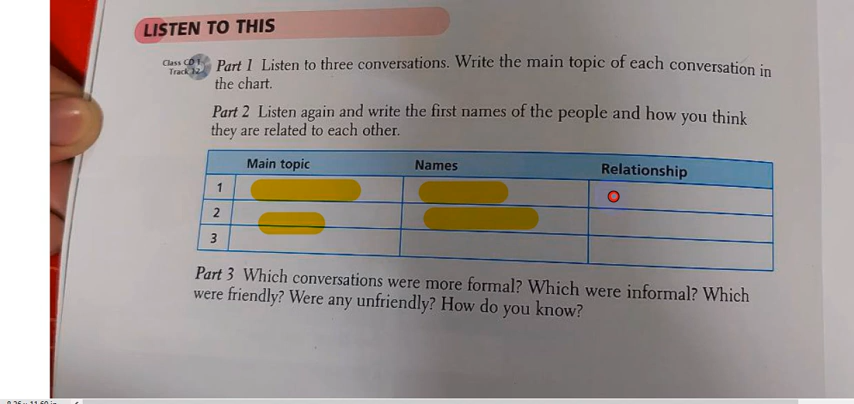 LISTEN TO THIS
Class CD 1
Track 32
Part 1 Listen to three conversations. Write the main topic of each conversation in
the chart.
Part 2 Listen again and write the first names of the people and how you think
they are related to each other.
Main topic Names Relationship
1
2
3
Part 3 Which conversations were more formal? Which were informal? Which
were friendly? Were any unfriendly? How do you know?